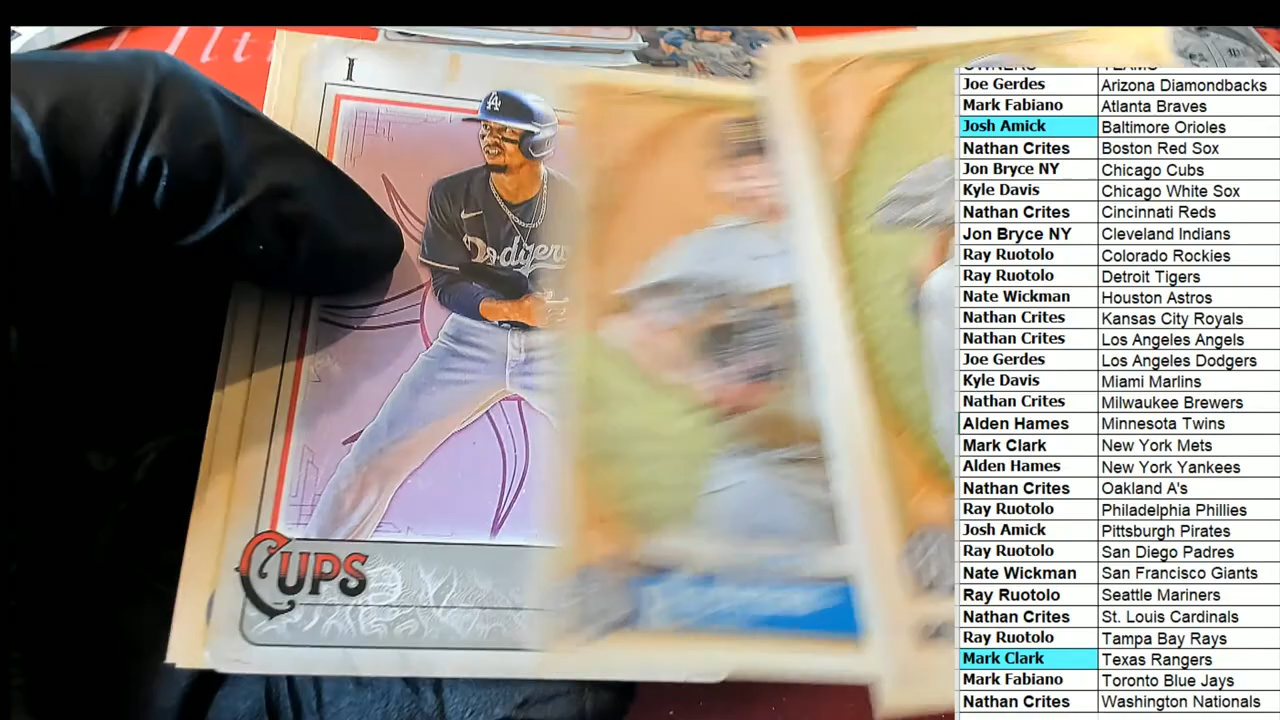 I
LA
Dodgers
CUPS
OWNERS TEAMS
Joe Gerdes Arizona Diamondbacks
Mark Fabiano Atlanta Braves
Josh Amick Baltimore Orioles
Nathan Crites Boston Red Sox
Jon Bryce NY Chicago Cubs
Kyle Davis Chicago White Sox
Nathan Crites Cincinnati Reds
Jon Bryce NY Cleveland Indians
Ray Ruotolo Colorado Rockies
Ray Ruotolo Detroit Tigers
Nate Wickman Houston Astros
Nathan Crites Kansas City Royals
Nathan Crites Los Angeles Angels
Joe Gerdes Los Angeles Dodgers
Kyle Davis Miami Marlins
Nathan Crites Milwaukee Brewers
Alden Hames Minnesota Twins
Mark Clark New York Mets
Alden Hames New York Yankees
Nathan Crites Oakland A's
Ray Ruotolo Philadelphia Phillies
Josh Amick Pittsburgh Pirates
Ray Ruotolo San Diego Padres
Nate Wickman San Francisco Giants
Ray Ruotolo Seattle Mariners
Nathan Crites St. Louis Cardinals
Ray Ruotolo Tampa Bay Rays
Mark Clark Texas Rangers
Mark Fabiano Toronto Blue Jays
Nathan Crites Washington Nationals